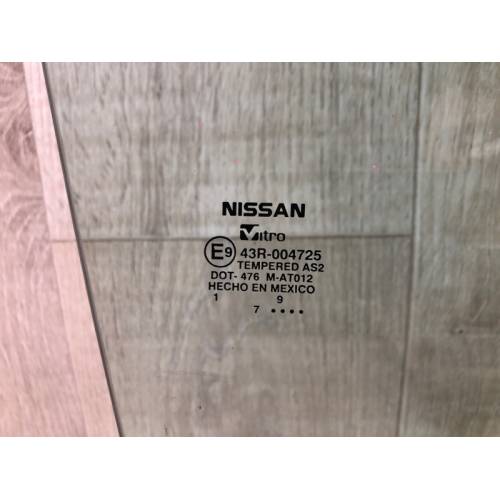 NISSAN
Vitro
E9 43R-004725
TEMPERED AS2
DOT- 476 M-AT012
HECHO EN MEXICO
1 9
7 ••••